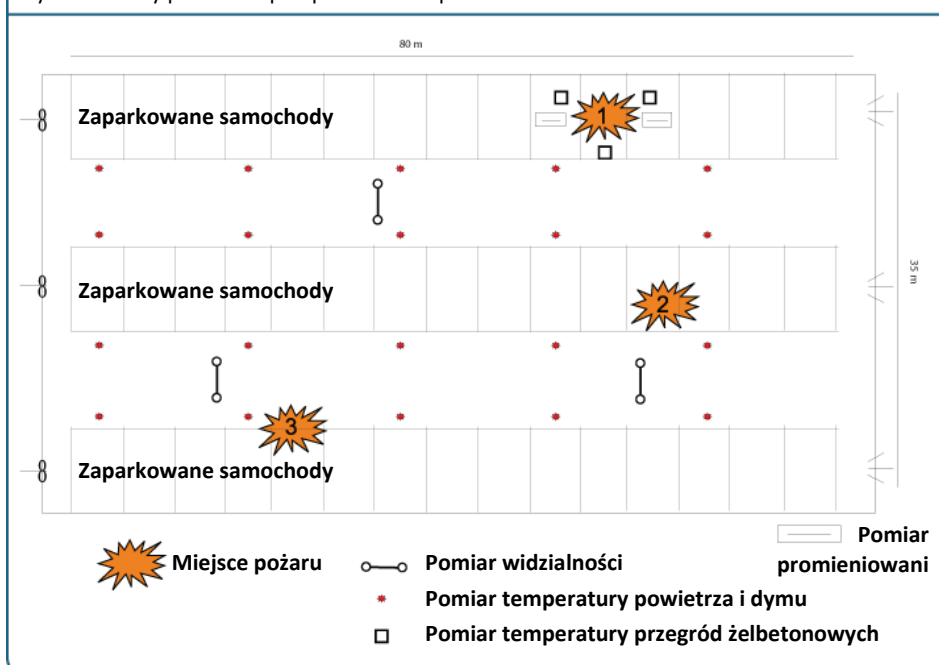 80 m
Zaparkowane samochody
1
35 m
Zaparkowane samochody
2
3
Zaparkowane samochody
Miejsce pożaru
Pomiar widzialności
Pomiar
promieniowani
Pomiar temperatury powietrza i dymu
Pomiar temperatury przegród żelbetonowych